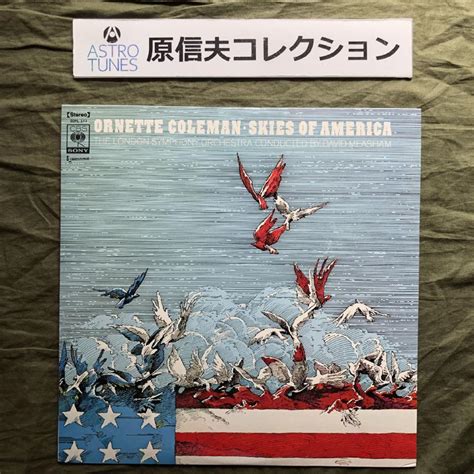 ASTRO
TUNES
原信夫コレクション
[Stereo]
CBS
SONY
ORNETTE COLEMAN • SKIES OF AMERICA
THE LONDON SYMPHONY ORCHESTRA CONDUCTED BY DAVID MEASHAM